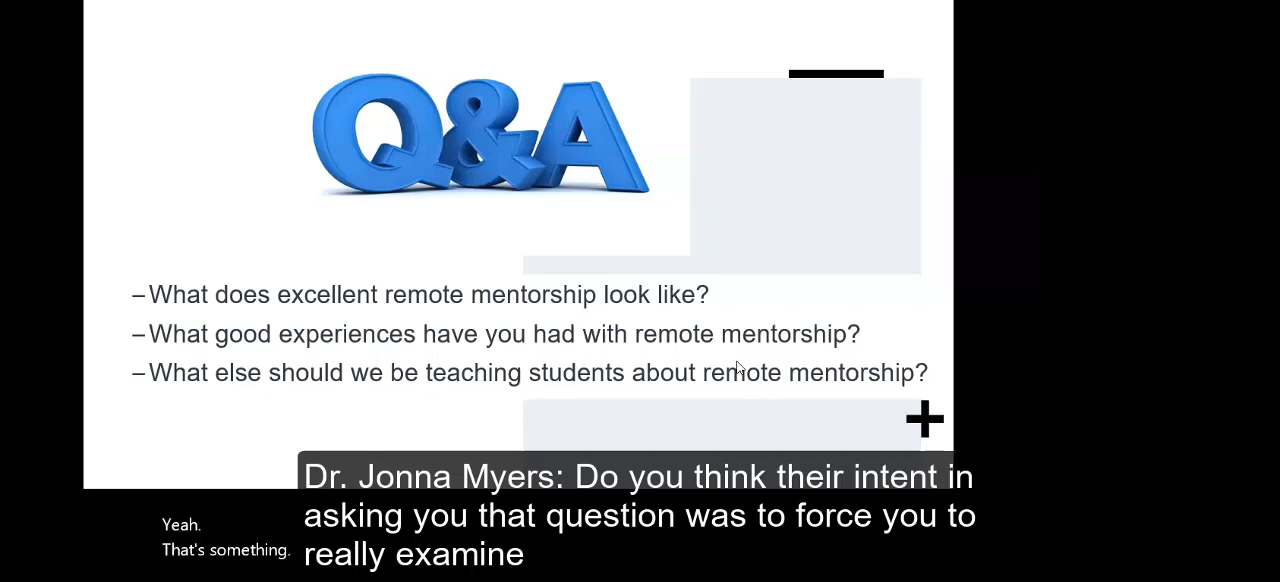 Q&A
–What does excellent remote mentorship look like?
–What good experiences have you had with remote mentorship?
–What else should we be teaching students about remote mentorship?
Dr. Jonna Myers: Do you think their intent in
asking you that question was to force you to
really examine
Yeah.
That's something.